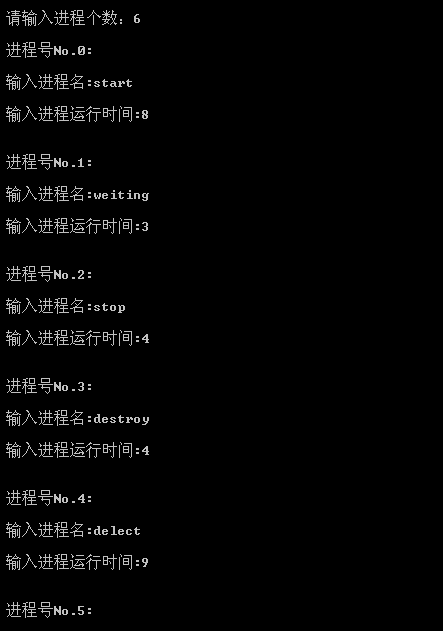 请输入进程个数：6
进程号No.0:
输入进程名:start
输入进程运行时间:8
进程号No.1:
输入进程名:weiting
输入进程运行时间:3
进程号No.2:
输入进程名:stop
输入进程运行时间:4
进程号No.3:
输入进程名:destroy
输入进程运行时间:4
进程号No.4:
输入进程名:delect
输入进程运行时间:9
进程号No.5: